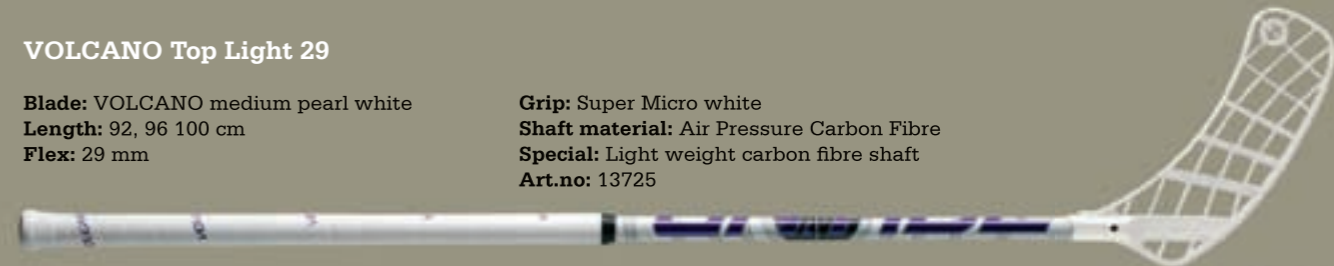 VOLCANO Top Light 29
Blade: VOLCANO medium pearl white
Length: 92, 96 100 cm
Flex: 29 mm
Grip: Super Micro white
Shaft material: Air Pressure Carbon Fibre
Special: Light weight carbon fibre shaft
Art.no: 13725